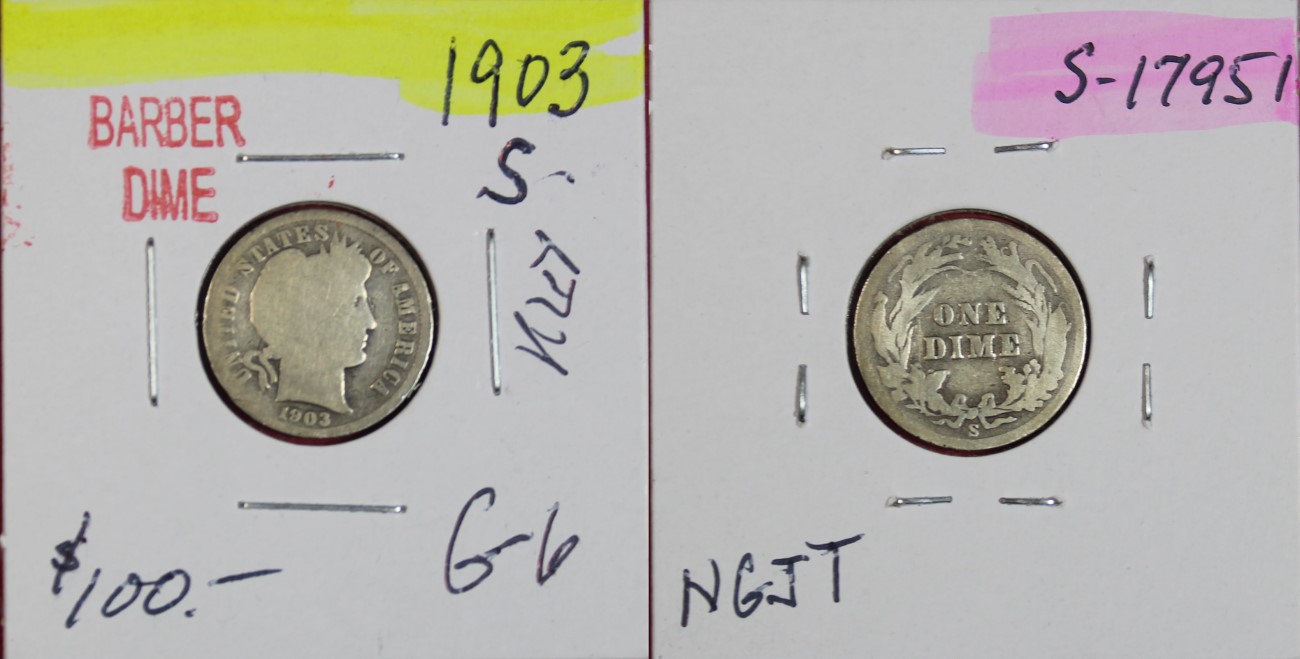 1903
S.
BARBER
DIME
KEY
UNITED STATES OF AMERICA
1903
$100.—
G-6
S-17951
ONE
DIME
S
NGJT